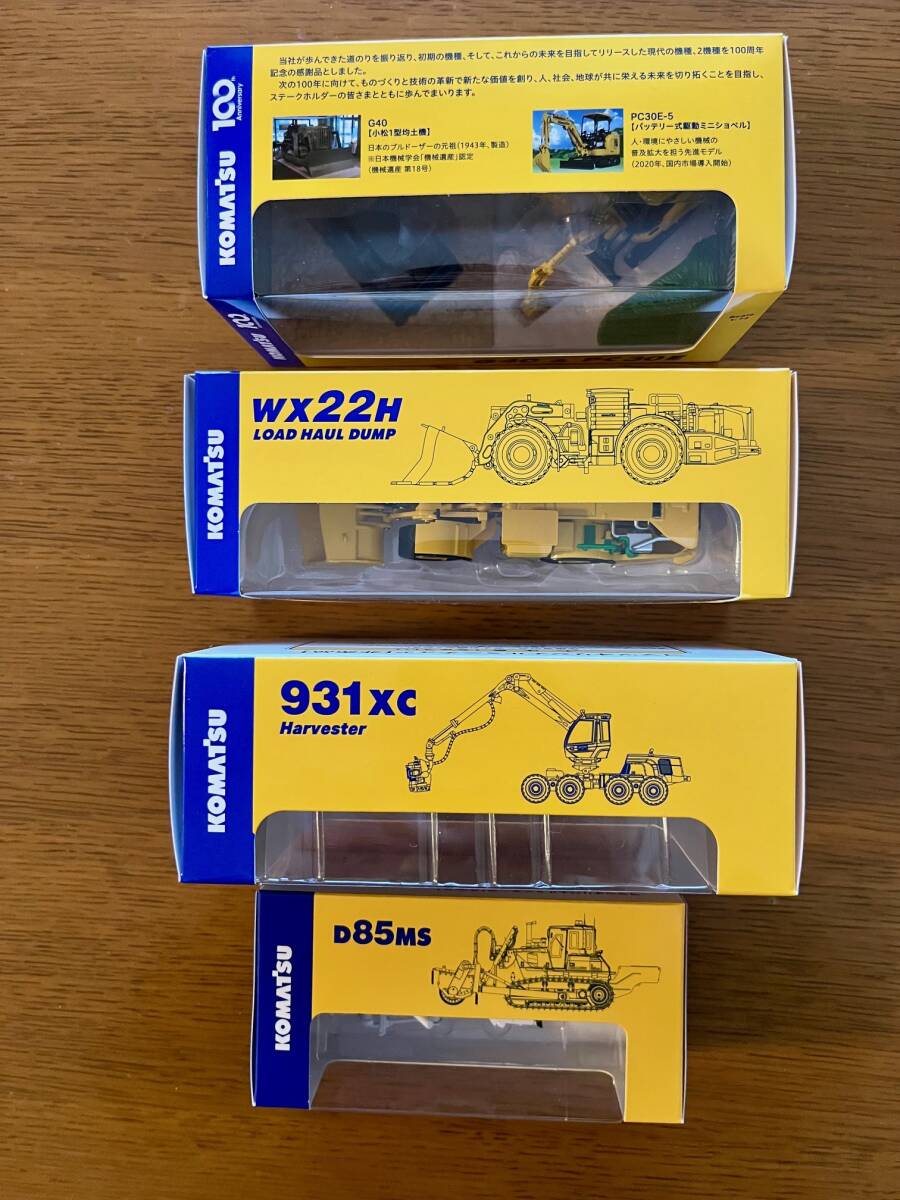 当社が歩んできた道のりを振り返り、初期の機種、そして、これからの未来を目指してリリースした現代の機種、2機種を100周年
記念の感謝品としました。
次の100年に向けて、ものづくりと技術の革新で新たな価値を創り、人、社会、地球が共に栄える未来を切り拓くことを目指し、
ステークホルダーの皆さまとともに歩んでまいります。
G40
【小松1型均土機】
日本のブルドーザーの元祖(1943年、製造)
※日本機械学会「機械遺産」認定
(機械遺産 第18号)
PC30E-5
【バッテリー式駆動ミニショベル】
人・環境にやさしい機械の
普及拡大を担う先進モデル
(2020年、国内市場導入開始)
100th
Anniversary
KOMATSU
KOMATSU
WX22H
LOAD HAUL DUMP
KOMATSU
931XC
Harvester
KOMATSU
D85MS
KOMATSU